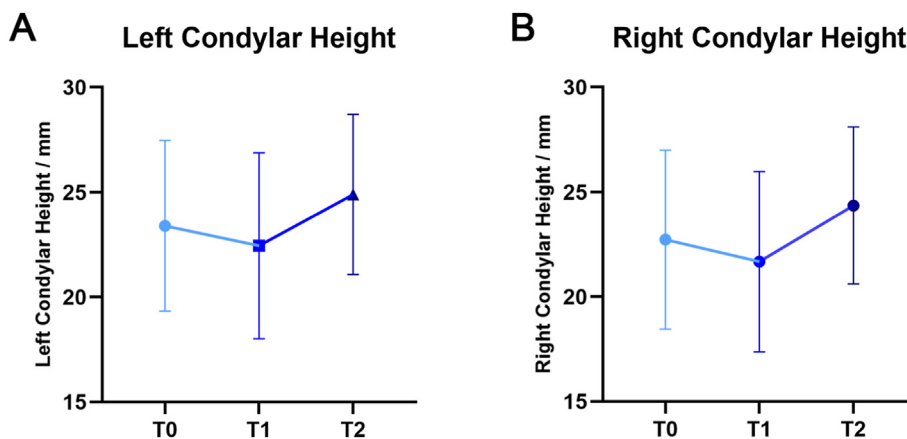 A
Left Condylar Height
Left Condylar Height / mm
30
25
20
15
T0 T1 T2
B
Right Condylar Height
Right Condylar Height / mm
30
25
20
15
T0 T1 T2